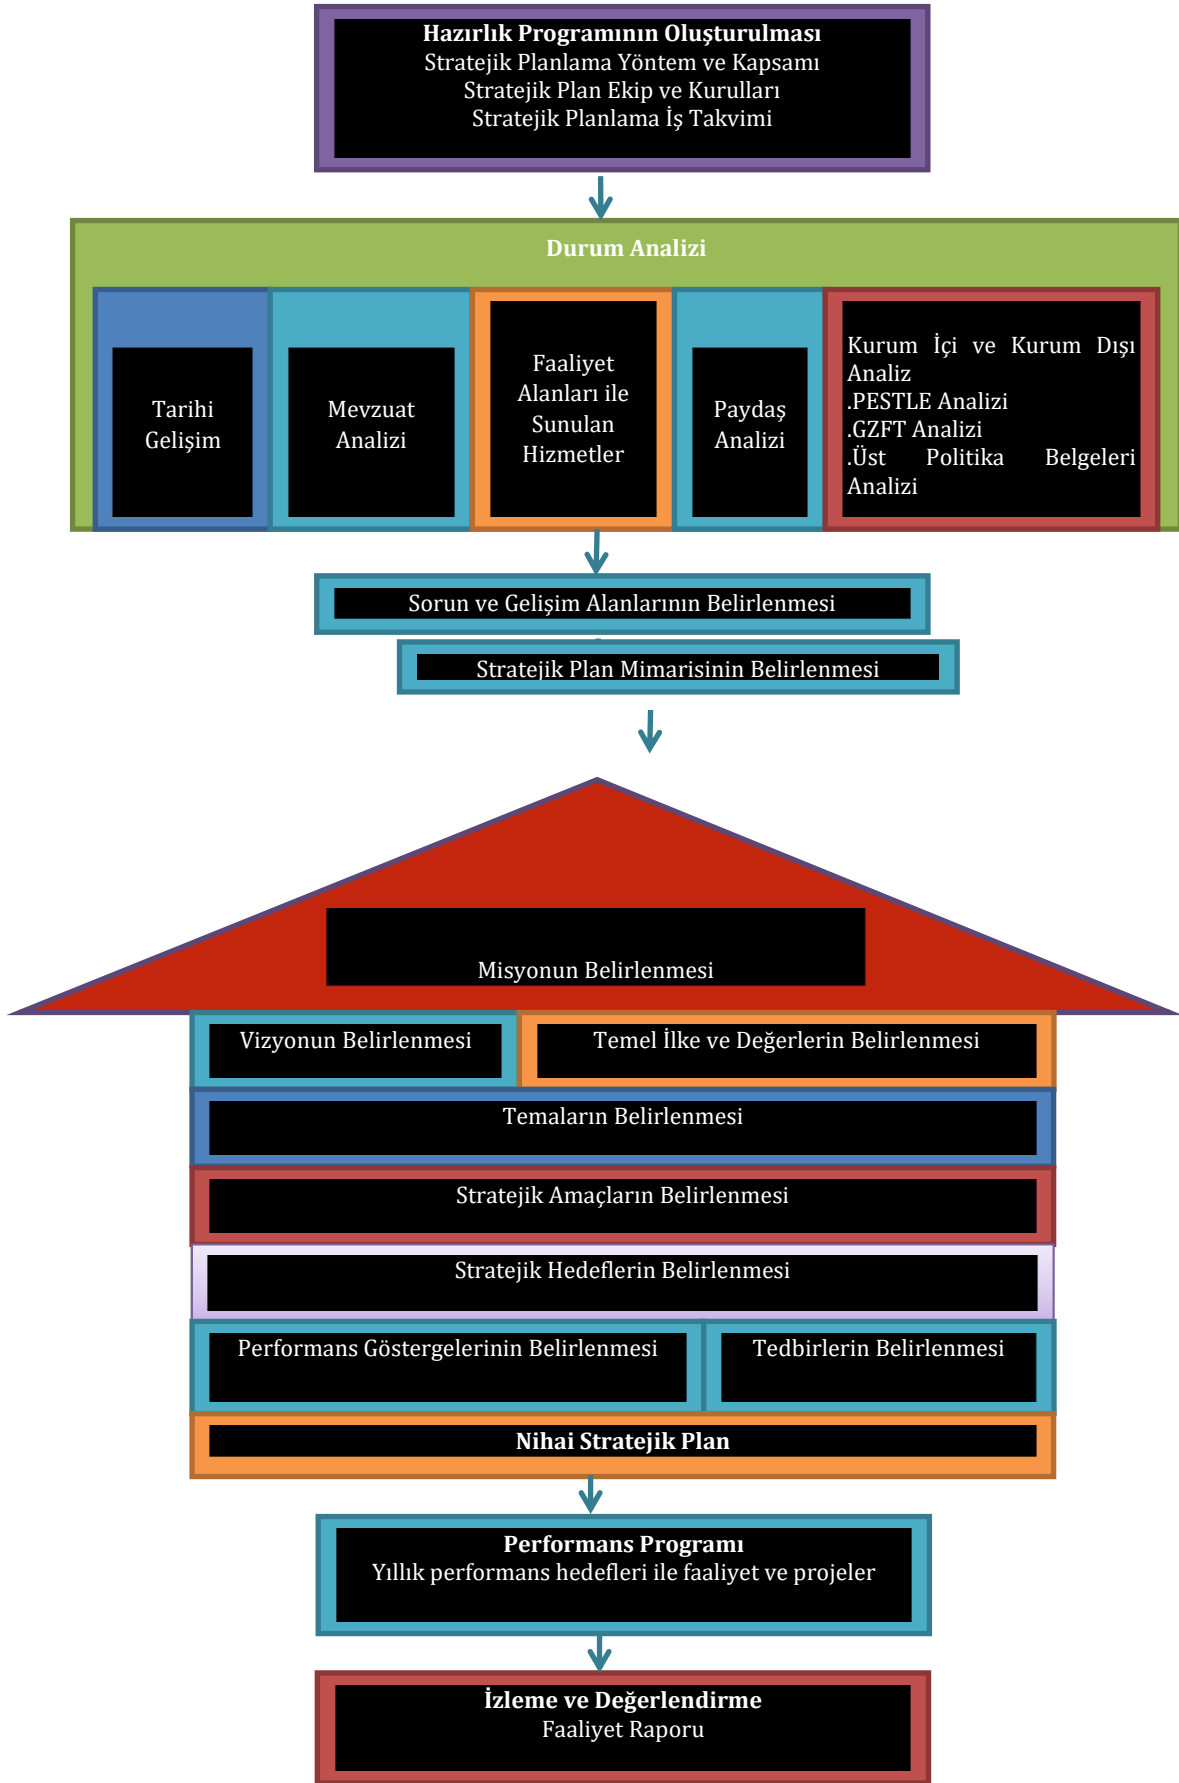 Hazırlık Programının Oluşturulması
Stratejik Planlama Yöntem ve Kapsamı
Stratejik Plan Ekip ve Kurulları
Stratejik Planlama İş Takvimi
Durum Analizi
Tarihi
Gelişim
Mevzuat
Analizi
Faaliyet
Alanları ile
Sunulan
Hizmetler
Paydaş
Analizi
Kurum İçi ve Kurum Dışı
Analiz
.PESTLE Analizi
.GZFT Analizi
.Üst Politika Belgeleri
Analizi
Sorun ve Gelişim Alanlarının Belirlenmesi
Stratejik Plan Mimarisinin Belirlenmesi
Misyonun Belirlenmesi
Vizyonun Belirlenmesi
Temel İlke ve Değerlerin Belirlenmesi
Temaların Belirlenmesi
Stratejik Amaçların Belirlenmesi
Stratejik Hedeflerin Belirlenmesi
Performans Göstergelerinin Belirlenmesi
Tedbirlerin Belirlenmesi
Nihai Stratejik Plan
Performans Programı
Yıllık performans hedefleri ile faaliyet ve projeler
İzleme ve Değerlendirme
Faaliyet Raporu